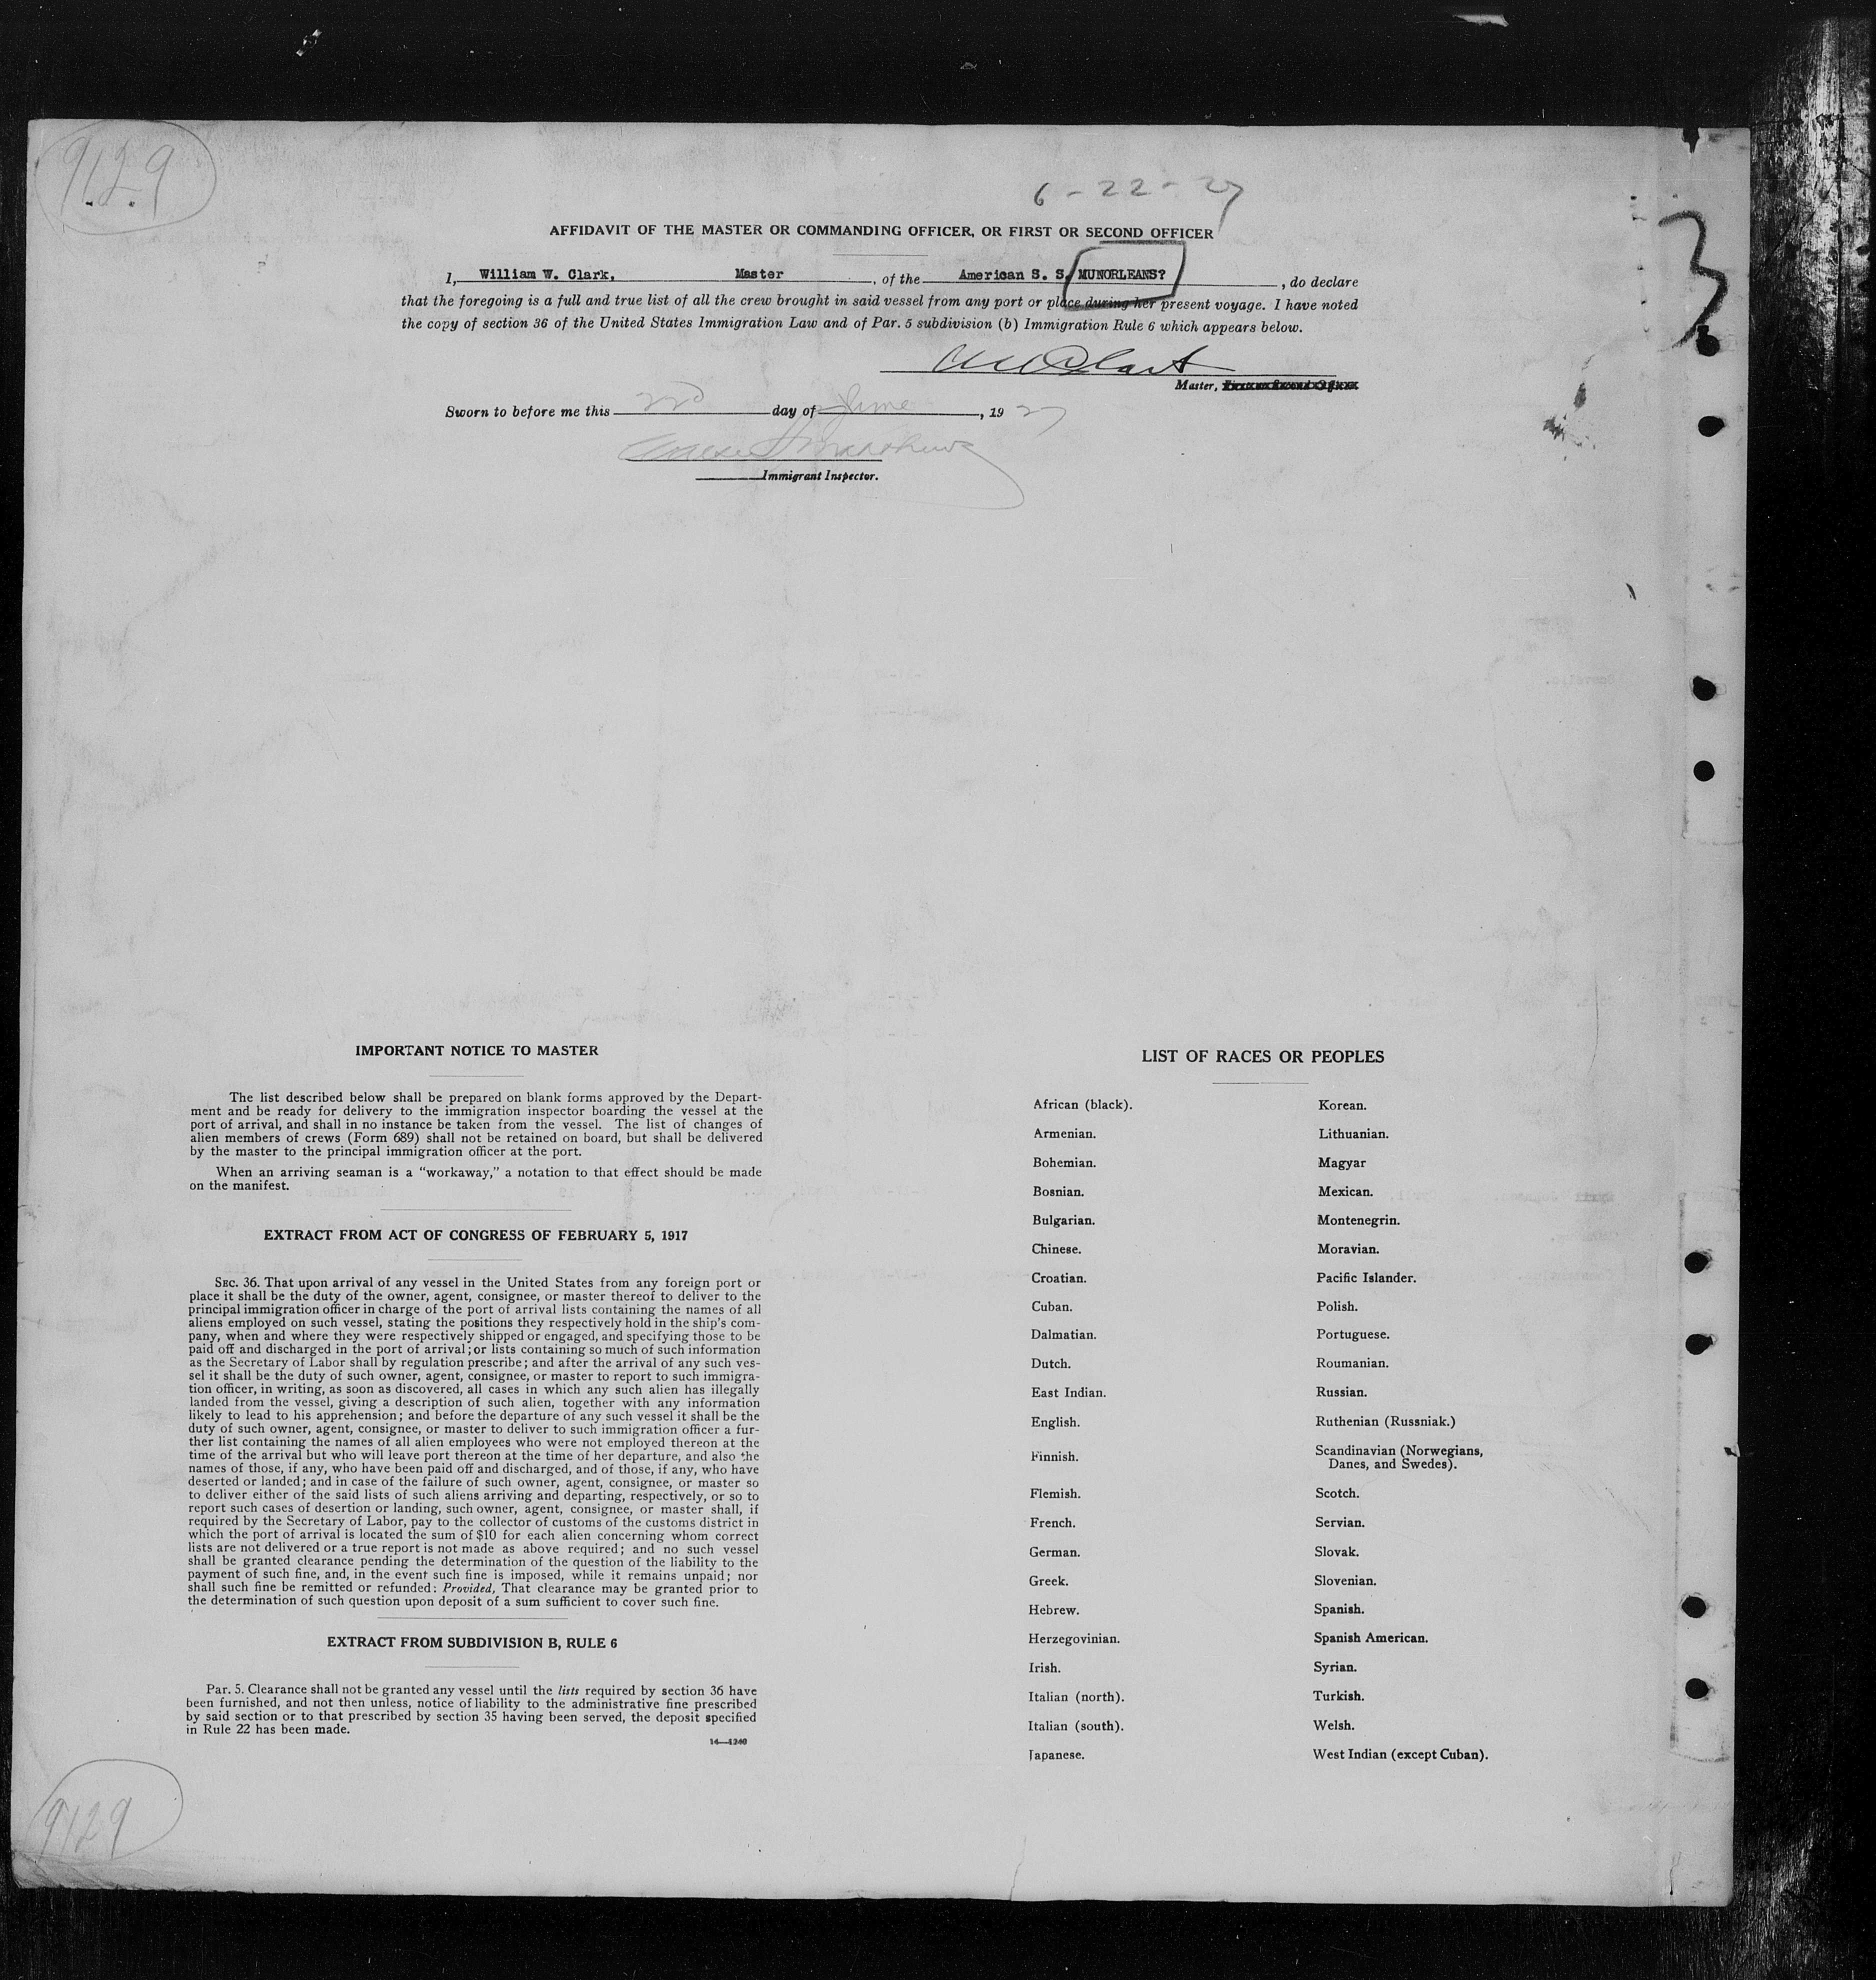 9129
6-22-27
3
AFFIDAVIT OF THE MASTER OR COMMANDING OFFICER, OR FIRST OR SECOND OFFICER
I, William W. Clark, Master, of the American S. S. MUNORLEANS?, do declare
that the foregoing is a full and true list of all the crew brought in said vessel from any port or place during her present voyage. I have noted
the copy of section 36 of the United States Immigration Law and of Par. 5 subdivision (b) Immigration Rule 6 which appears below.
WWClark
Master,
Sworn to before me this 22d day of June, 1927
Immigrant Inspector.
IMPORTANT NOTICE TO MASTER
The list described below shall be prepared on blank forms approved by the Depart-
ment and be ready for delivery to the immigration inspector boarding the vessel at the
port of arrival, and shall in no instance be taken from the vessel. The list of changes of
alien members of crews (Form 689) shall not be retained on board, but shall be delivered
by the master to the principal immigration officer at the port.
When an arriving seaman is a “workaway,” a notation to that effect should be made
on the manifest.
EXTRACT FROM ACT OF CONGRESS OF FEBRUARY 5, 1917
SEC. 36. That upon arrival of any vessel in the United States from any foreign port or
place it shall be the duty of the owner, agent, consignee, or master thereof to deliver to the
principal immigration officer in charge of the port of arrival lists containing the names of all
aliens employed on such vessel, stating the positions they respectively hold in the ship's com-
pany, when and where they were respectively shipped or engaged, and specifying those to be
paid off and discharged in the port of arrival; or lists containing so much of such information
as the Secretary of Labor shall by regulation prescribe; and after the arrival of any such ves-
sel it shall be the duty of such owner, agent, consignee, or master to report to such immigra-
tion officer, in writing, as soon as discovered, all cases in which any such alien has illegally
landed from the vessel, giving a description of such alien, together with any information
likely to lead to his apprehension; and before the departure of any such vessel it shall be the
duty of such owner, agent, consignee, or master to deliver to such immigration officer a fur-
ther list containing the names of all alien employees who were not employed thereon at the
time of the arrival but who will leave port thereon at the time of her departure, and also the
names of those, if any, who have been paid off and discharged, and of those, if any, who have
deserted or landed; and in case of the failure of such owner, agent, consignee, or master so
to deliver either of the said lists of such aliens arriving and departing, respectively, or so to
report such cases of desertion or landing, such owner, agent, consignee, or master shall, if
required by the Secretary of Labor, pay to the collector of customs of the customs district in
which the port of arrival is located the sum of $10 for each alien concerning whom correct
lists are not delivered or a true report is not made as above required; and no such vessel
shall be granted clearance pending the determination of the question of the liability to the
payment of such fine, and, in the event such fine is imposed, while it remains unpaid; nor
shall such fine be remitted or refunded: Provided, That clearance may be granted prior to
the determination of such question upon deposit of a sum sufficient to cover such fine.
EXTRACT FROM SUBDIVISION B, RULE 6
Par. 5. Clearance shall not be granted any vessel until the lists required by section 36 have
been furnished, and not then unless, notice of liability to the administrative fine prescribed
by said section or to that prescribed by section 35 having been served, the deposit specified
in Rule 22 has been made.
14—1240
LIST OF RACES OR PEOPLES
African (black).
Armenian.
Bohemian.
Bosnian.
Bulgarian.
Chinese.
Croatian.
Cuban.
Dalmatian.
Dutch.
East Indian.
English.
Finnish.
Flemish.
French.
German.
Greek.
Hebrew.
Herzegovinian.
Irish.
Italian (north).
Italian (south).
Japanese.
Korean.
Lithuanian.
Magyar
Mexican.
Montenegrin.
Moravian.
Pacific Islander.
Polish.
Portuguese.
Roumanian.
Russian.
Ruthenian (Russniak.)
Scandinavian (Norwegians,
Danes, and Swedes).
Scotch.
Servian.
Slovak.
Slovenian.
Spanish.
Spanish American.
Syrian.
Turkish.
Welsh.
West Indian (except Cuban).
9129